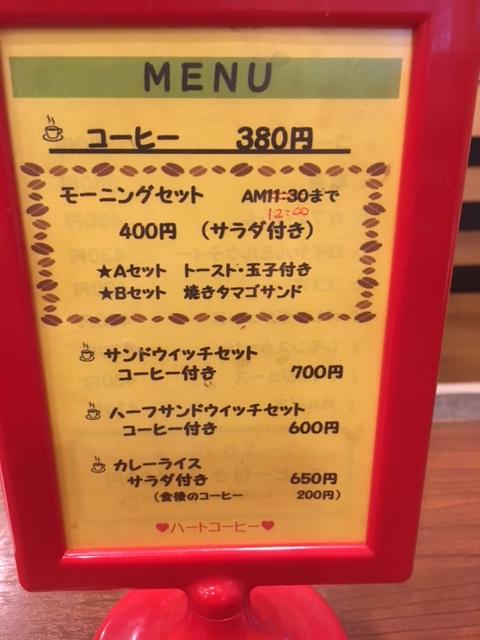 MENU
コーヒー 380円
モーニングセット AM11:30まで
12:00
400円 （サラダ付き）
★Aセット トースト・玉子付き
★Bセット 焼きタマゴサンド
サンドウィッチセット
コーヒー付き 700円
ハーフサンドウィッチセット
コーヒー付き 600円
カレーライス
サラダ付き 650円
（食後のコーヒー 200円）
♥ハートコーヒー♥